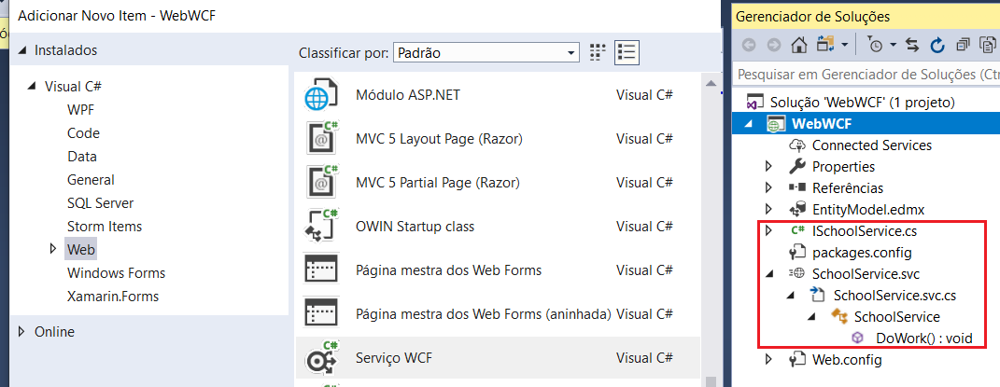 Adicionar Novo Item - WebWCF
Instalados
Classificar por: Padrão
Visual C#
WPF
Code
Data
General
SQL Server
Storm Items
Web
Windows Forms
Xamarin.Forms
Online
Módulo ASP.NET Visual C#
MVC 5 Layout Page (Razor) Visual C#
MVC 5 Partial Page (Razor) Visual C#
OWIN Startup class Visual C#
Página mestra dos Web Forms Visual C#
Página mestra dos Web Forms (aninhada) Visual C#
Serviço WCF Visual C#
Gerenciador de Soluções
Pesquisar em Gerenciador de Soluções (Ctr
Solução 'WebWCF' (1 projeto)
WebWCF
Connected Services
Properties
Referências
EntityModel.edmx
C# ISchoolService.cs
packages.config
SchoolService.svc
SchoolService.svc.cs
SchoolService
DoWork() : void
Web.config